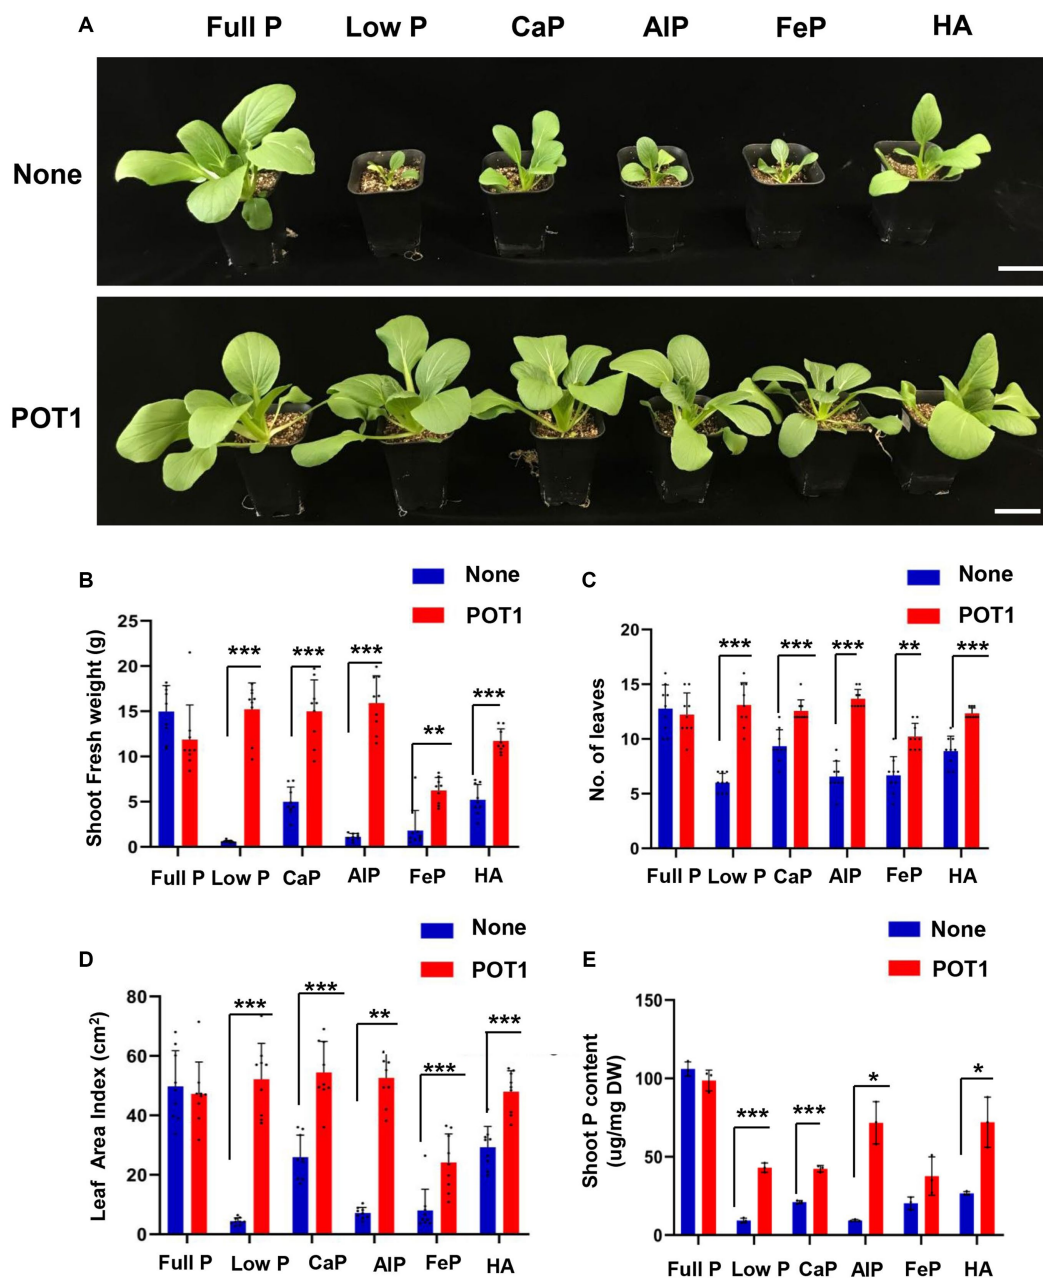 A
Full P Low P CaP AlP FeP HA
None
POT1
B
None
POT1
Shoot Fresh weight (g)
25
20
15
10
5
0
*** *** *** ** ***
Full P Low P CaP AlP FeP HA
C
None
POT1
No. of leaves
20
15
10
5
0
*** *** *** ** ***
Full P Low P CaP AlP FeP HA
D
None
POT1
Leaf Area Index (cm²)
80
60
40
20
0
*** *** ** *** ***
Full P Low P CaP AlP FeP HA
E
None
POT1
Shoot P content
(ug/mg DW)
150
100
50
0
*** *** * *
Full P Low P CaP AlP FeP HA